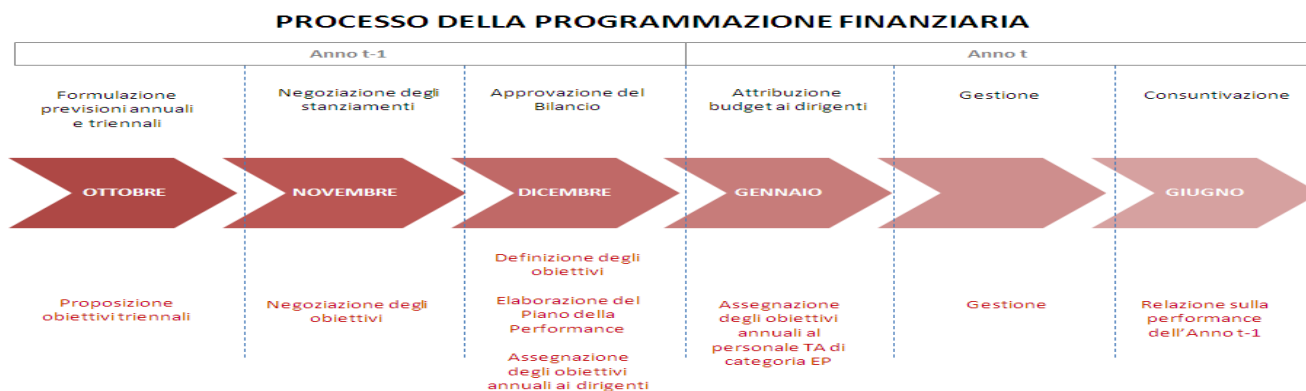 PROCESSO DELLA PROGRAMMAZIONE FINANZIARIA
Anno t-1
Anno t
Formulazione
previsioni annuali
e triennali
Negoziazione degli
stanziamenti
Approvazione del
Bilancio
Attribuzione
budget ai dirigenti
Gestione
Consuntivazione
OTTOBRE
NOVEMBRE
DICEMBRE
GENNAIO
GIUGNO
Proposizione
obiettivi triennali
Negoziazione degli
obiettivi
Definizione degli
obiettivi
Elaborazione del
Piano della
Performance
Assegnazione
degli obiettivi
annuali ai dirigenti
Assegnazione
degli obiettivi
annuali al
personale TA di
categoria EP
Gestione
Relazione sulla
performance
dell'Anno t-1